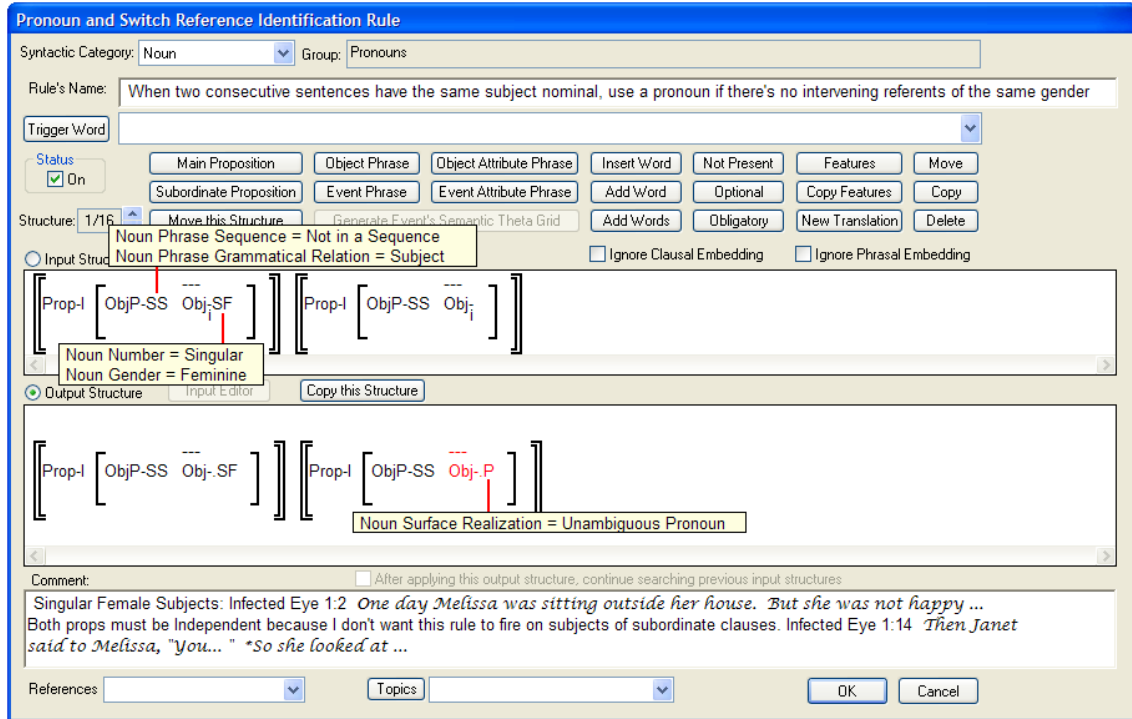 Pronoun and Switch Reference Identification Rule
Syntactic Category: Noun Group: Pronouns
Rule's Name: When two consecutive sentences have the same subject nominal, use a pronoun if there's no intervening referents of the same gender
Trigger Word
Status
On
Main Proposition Object Phrase Object Attribute Phrase Insert Word Not Present Features Move
Subordinate Proposition Event Phrase Event Attribute Phrase Add Word Optional Copy Features Copy
Structure: 1/16 Move this Structure Generate Event's Semantic Theta Grid Add Words Obligatory New Translation Delete
Noun Phrase Sequence = Not in a Sequence
Noun Phrase Grammatical Relation = Subject
Input Struc Ignore Clausal Embedding Ignore Phrasal Embedding
--- ---
Prop-I ObjP-SS Obj-SF Prop-I ObjP-SS Obj-
i i
Noun Number = Singular
Noun Gender = Feminine
Output Structure Input Editor Copy this Structure
--- ---
Prop-I ObjP-SS Obj-.SF Prop-I ObjP-SS Obj-.P
Noun Surface Realization = Unambiguous Pronoun
Comment: After applying this output structure, continue searching previous input structures
Singular Female Subjects: Infected Eye 1:2 One day Melissa was sitting outside her house. But she was not happy ...
Both props must be Independent because I don't want this rule to fire on subjects of subordinate clauses. Infected Eye 1:14 Then Janet
said to Melissa, "You... " *So she looked at ...
References Topics OK Cancel